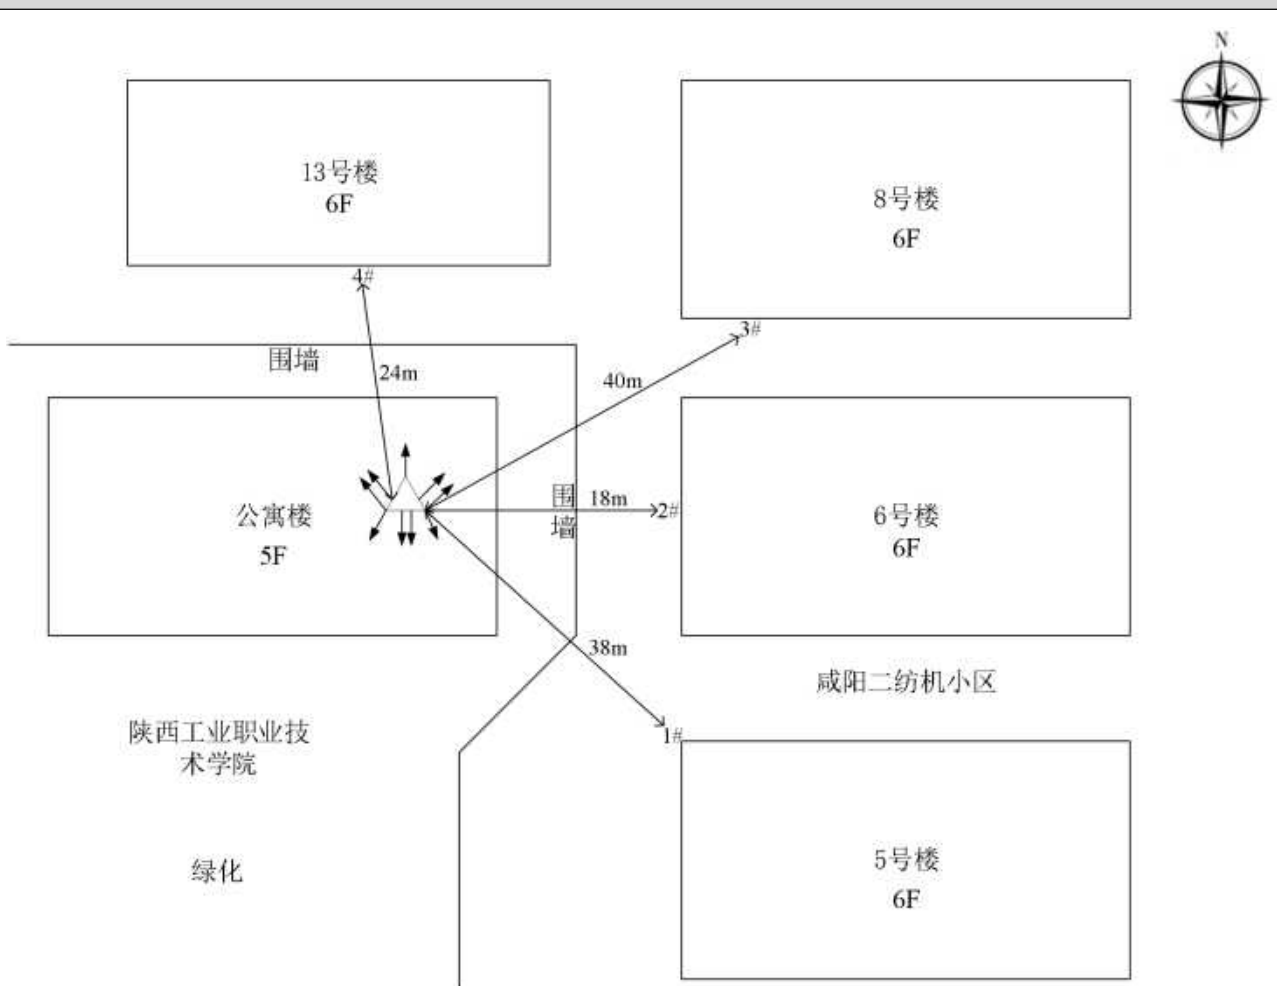 N
13号楼
6F
8号楼
6F
4#
3#
围墙
24m
40m
公寓楼
5F
围
墙
18m
2#
6号楼
6F
38m
咸阳二纺机小区
陕西工业职业技
术学院
1#
绿化
5号楼
6F